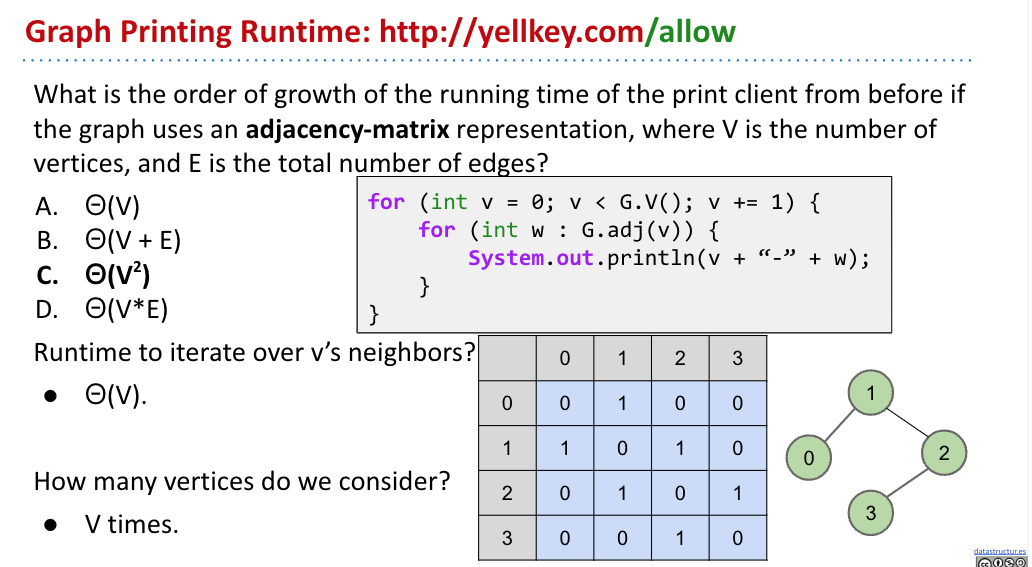 Graph Printing Runtime: http://yellkey.com/allow
What is the order of growth of the running time of the print client from before if
the graph uses an adjacency-matrix representation, where V is the number of
vertices, and E is the total number of edges?
A. Θ(V)
B. Θ(V + E)
C. Θ(V²)
D. Θ(V*E)
for (int v = 0; v < G.V(); v += 1) {
for (int w : G.adj(v)) {
System.out.println(v + “-” + w);
}
}
Runtime to iterate over v’s neighbors?
● Θ(V).
How many vertices do we consider?
● V times.
0 1 2 3
0 0 1 0 0
1 1 0 1 0
2 0 1 0 1
3 0 0 1 0
1
0
2
3
datastructur.es